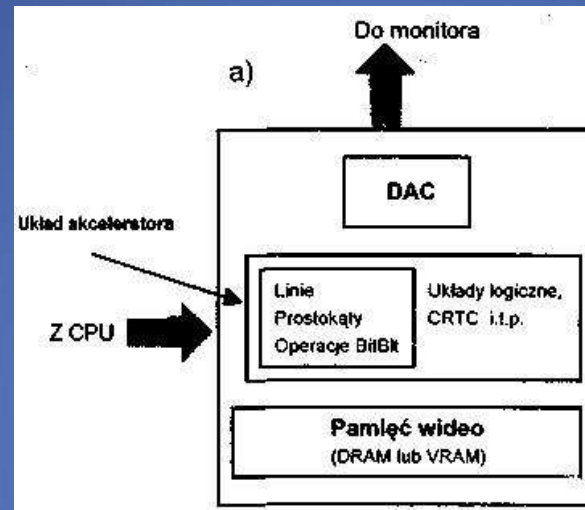 Do monitora
a)
DAC
Układ akceleratora
Linie
Prostokąty
Operacje BitBlt
Układy logiczne,
CRTC i.t.p.
Z CPU
Pamięć wideo
(DRAM lub VRAM)